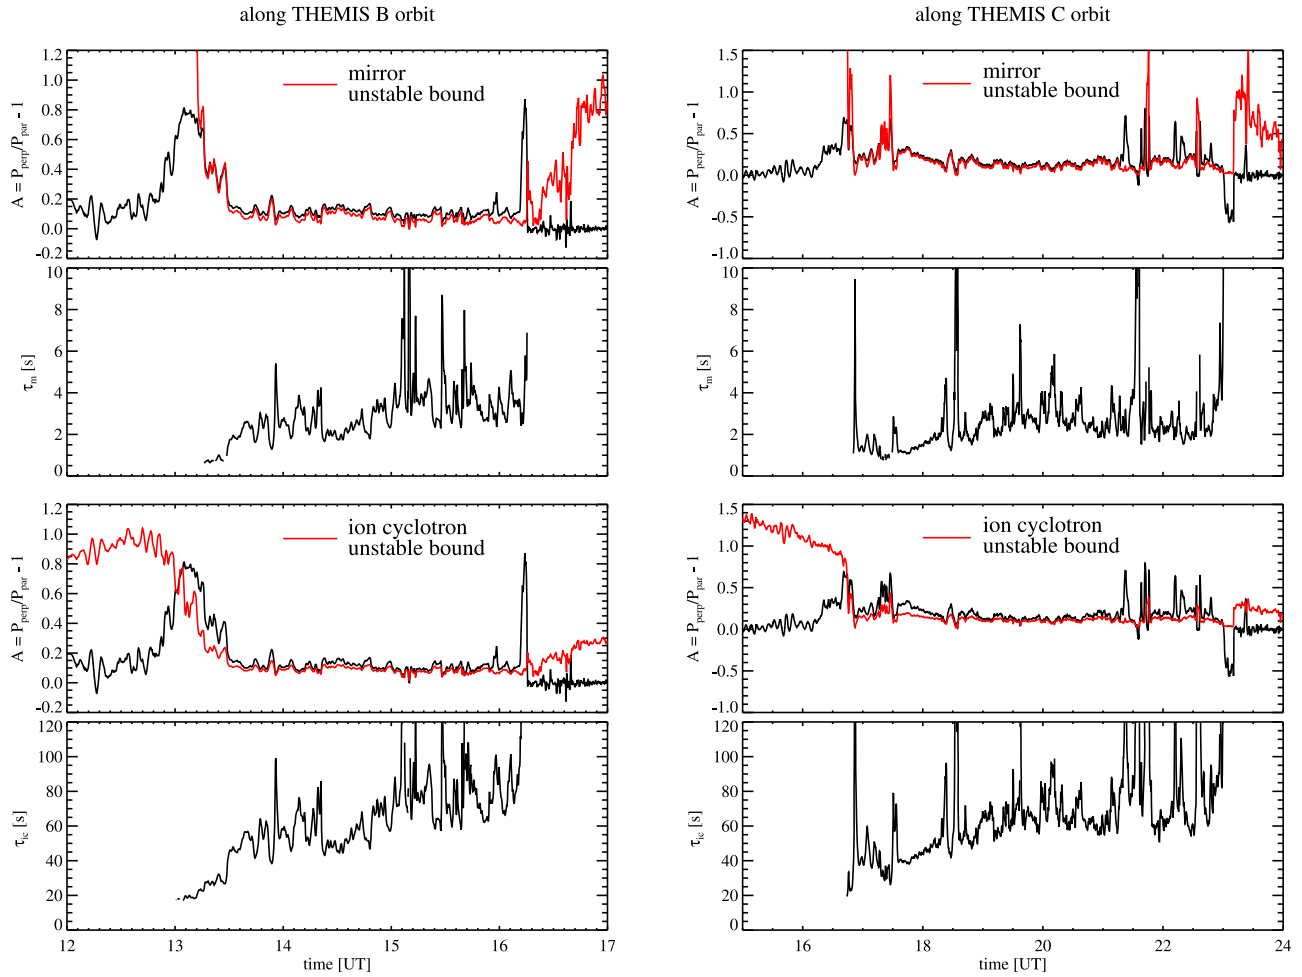 along THEMIS B orbit
along THEMIS C orbit
1.2
1.0
0.8
0.6
0.4
0.2
0.0
-0.2
A = P_perp/P_par - 1
mirror
unstable bound
1.5
1.0
0.5
0.0
-0.5
-1.0
A = P_perp/P_par - 1
mirror
unstable bound
10
8
6
4
2
0
τ_m [s]
10
8
6
4
2
0
τ_m [s]
1.2
1.0
0.8
0.6
0.4
0.2
0.0
-0.2
A = P_perp/P_par - 1
ion cyclotron
unstable bound
1.5
1.0
0.5
0.0
-0.5
-1.0
A = P_perp/P_par - 1
ion cyclotron
unstable bound
120
100
80
60
40
20
0
τ_ic [s]
12 13 14 15 16 17
time [UT]
120
100
80
60
40
20
0
τ_ic [s]
16 18 20 22 24
time [UT]